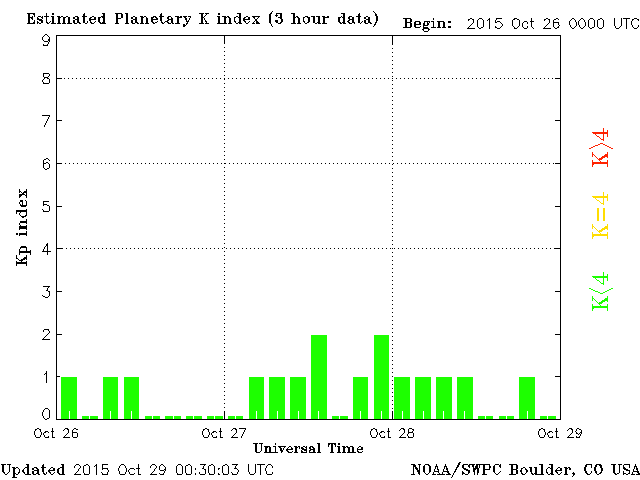 Estimated Planetary K index (3 hour data) Begin: 2015 Oct 26 0000 UTC
9
8
7
6
5
4
3
2
1
0
Kp index
K>4
K=4
K<4
Oct 26 Oct 27 Oct 28 Oct 29
Universal Time
Updated 2015 Oct 29 00:30:03 UTC NOAA/SWPC Boulder, CO USA